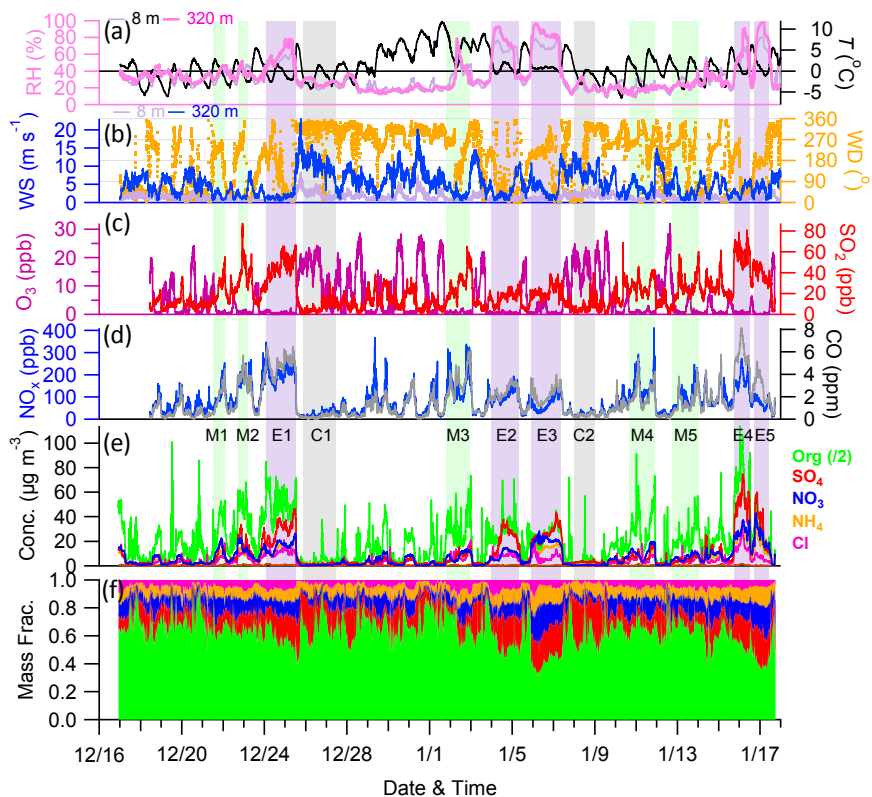 8 m 320 m
(a)
RH (%)
100
80
60
40
20
0
10
5
0
-5
T (°C)
8 m 320 m
(b)
WS (m s⁻¹)
20
15
10
5
0
360
270
180
90
0
WD (°)
(c)
O₃ (ppb)
30
20
10
0
80
60
40
20
0
SO₂ (ppb)
(d)
NOₓ (ppb)
400
300
200
100
0
8
6
4
2
0
CO (ppm)
M1 M2 E1 C1 M3 E2 E3 C2 M4 M5 E4 E5
(e)
Conc. (µg m⁻³)
100
80
60
40
20
0
Org (/2)
SO₄
NO₃
NH₄
Cl
(f)
Mass Frac.
1.0
0.8
0.6
0.4
0.2
0.0
12/16 12/20 12/24 12/28 1/1 1/5 1/9 1/13 1/17
Date & Time